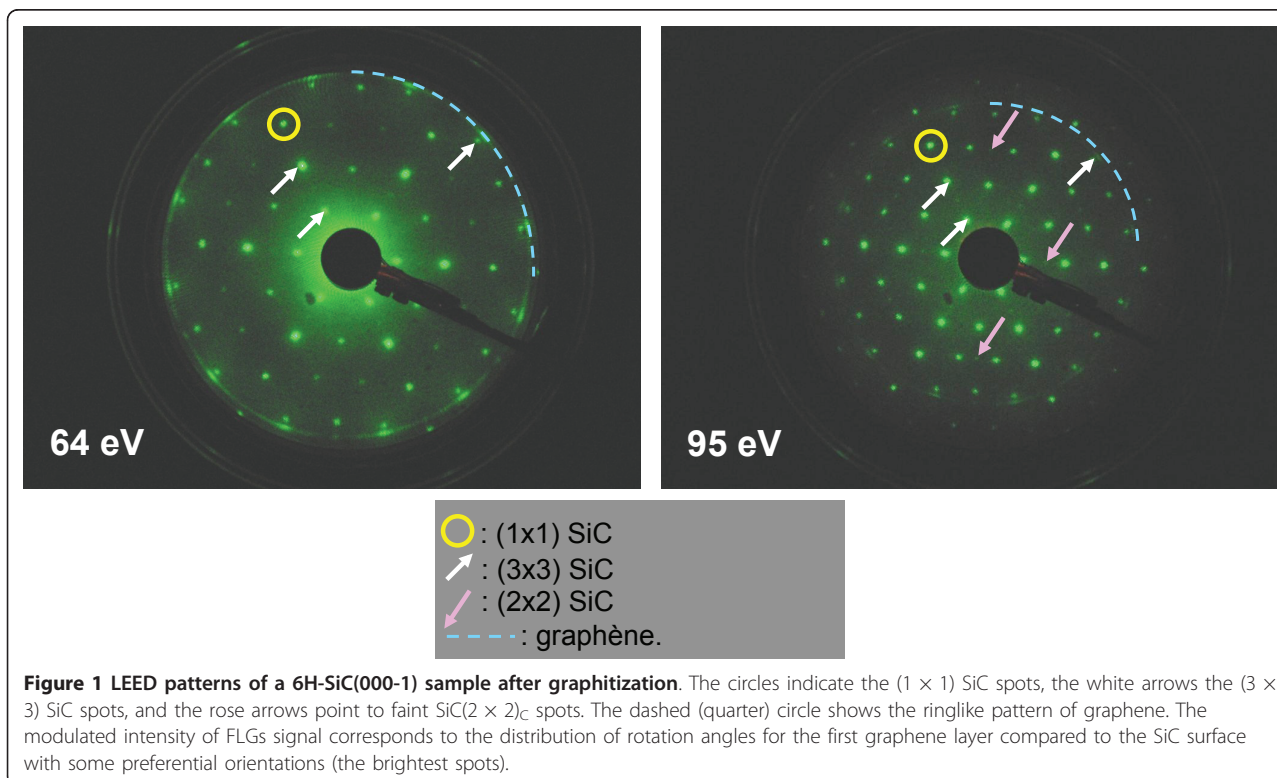 64 eV
95 eV
: (1x1) SiC
: (3x3) SiC
: (2x2) SiC
: graphène.
Figure 1 LEED patterns of a 6H-SiC(000-1) sample after graphitization. The circles indicate the (1 × 1) SiC spots, the white arrows the (3 ×
3) SiC spots, and the rose arrows point to faint SiC(2 × 2)C spots. The dashed (quarter) circle shows the ringlike pattern of graphene. The
modulated intensity of FLGs signal corresponds to the distribution of rotation angles for the first graphene layer compared to the SiC surface
with some preferential orientations (the brightest spots).